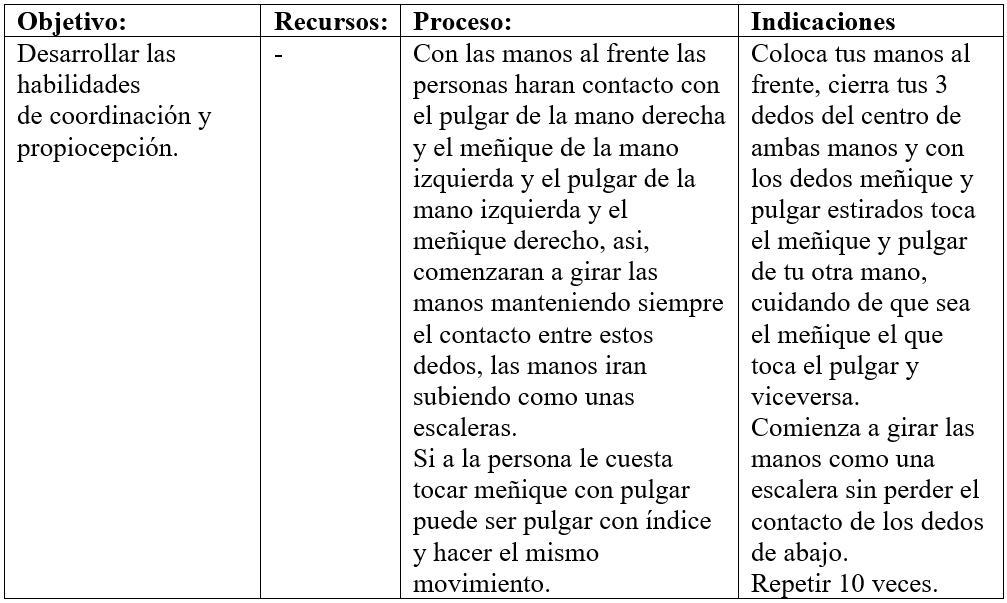 Objetivo:
Desarrollar las
habilidades
de coordinación y
propiocepción.
Recursos:
-
Proceso:
Con las manos al frente las
personas haran contacto con
el pulgar de la mano derecha
y el meñique de la mano
izquierda y el pulgar de la
mano izquierda y el
meñique derecho, asi,
comenzaran a girar las
manos manteniendo siempre
el contacto entre estos
dedos, las manos iran
subiendo como unas
escaleras.
Si a la persona le cuesta
tocar meñique con pulgar
puede ser pulgar con índice
y hacer el mismo
movimiento.
Indicaciones
Coloca tus manos al
frente, cierra tus 3
dedos del centro de
ambas manos y con
los dedos meñique y
pulgar estirados toca
el meñique y pulgar
de tu otra mano,
cuidando de que sea
el meñique el que
toca el pulgar y
viceversa.
Comienza a girar las
manos como una
escalera sin perder el
contacto de los dedos
de abajo.
Repetir 10 veces.